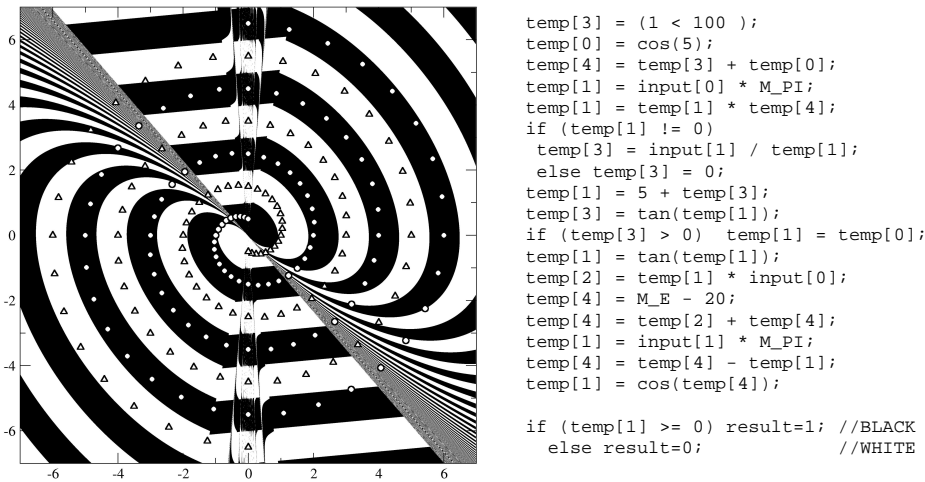 6
4
2
0
-2
-4
-6
-6 -4 -2 0 2 4 6
temp[3] = (1 < 100 );
temp[0] = cos(5);
temp[4] = temp[3] + temp[0];
temp[1] = input[0] * M_PI;
temp[1] = temp[1] * temp[4];
if (temp[1] != 0)
temp[3] = input[1] / temp[1];
else temp[3] = 0;
temp[1] = 5 + temp[3];
temp[3] = tan(temp[1]);
if (temp[3] > 0) temp[1] = temp[0];
temp[1] = tan(temp[1]);
temp[2] = temp[1] * input[0];
temp[4] = M_E - 20;
temp[4] = temp[2] + temp[4];
temp[1] = input[1] * M_PI;
temp[4] = temp[4] - temp[1];
temp[1] = cos(temp[4]);
if (temp[1] >= 0) result=1; //BLACK
else result=0; //WHITE